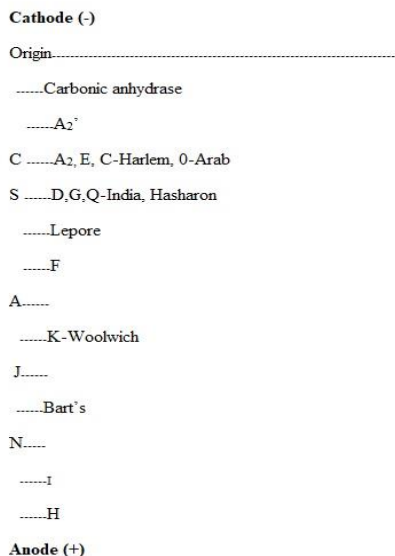 Cathode (-)
Origin......................................................................
......Carbonic anhydrase
......A2'
C ......A2, E, C-Harlem, 0-Arab
S ......D,G,Q-India, Hasharon
......Lepore
......F
A......
......K-Woolwich
J......
......Bart's
N.....
......I
......H
Anode (+)